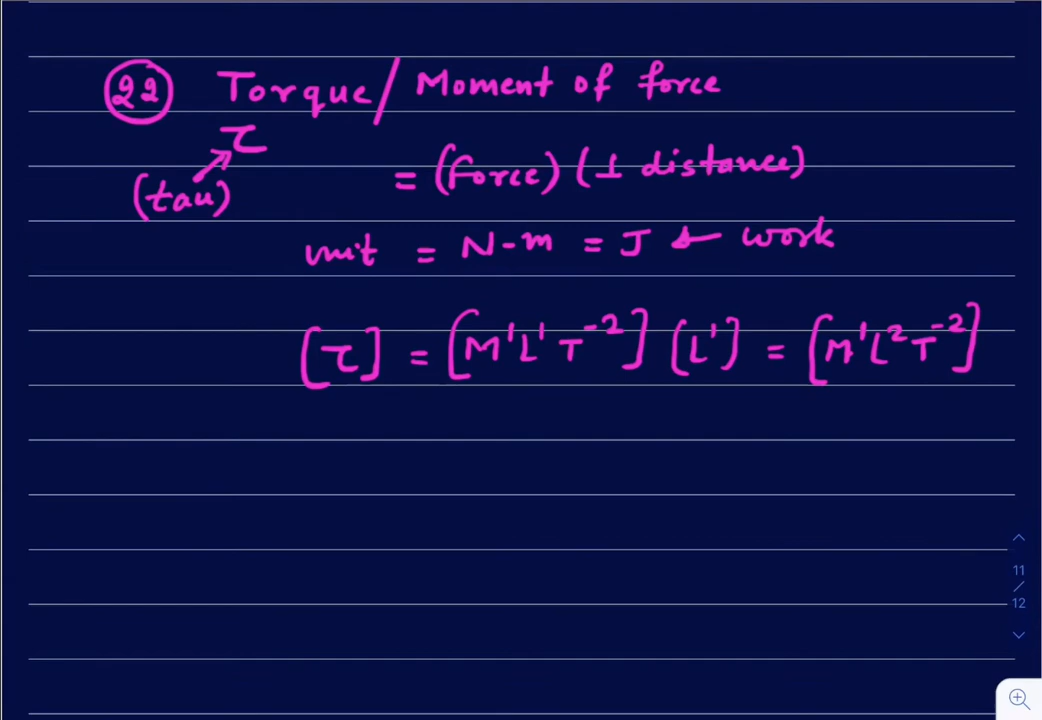 22 Torque/Moment of force
τ
= (force) (⊥ distance)
(tau)
unit = N-m = J ← work
[τ] = [M¹L¹T⁻²] [L¹] = [M¹L²T⁻²]
11
/
12